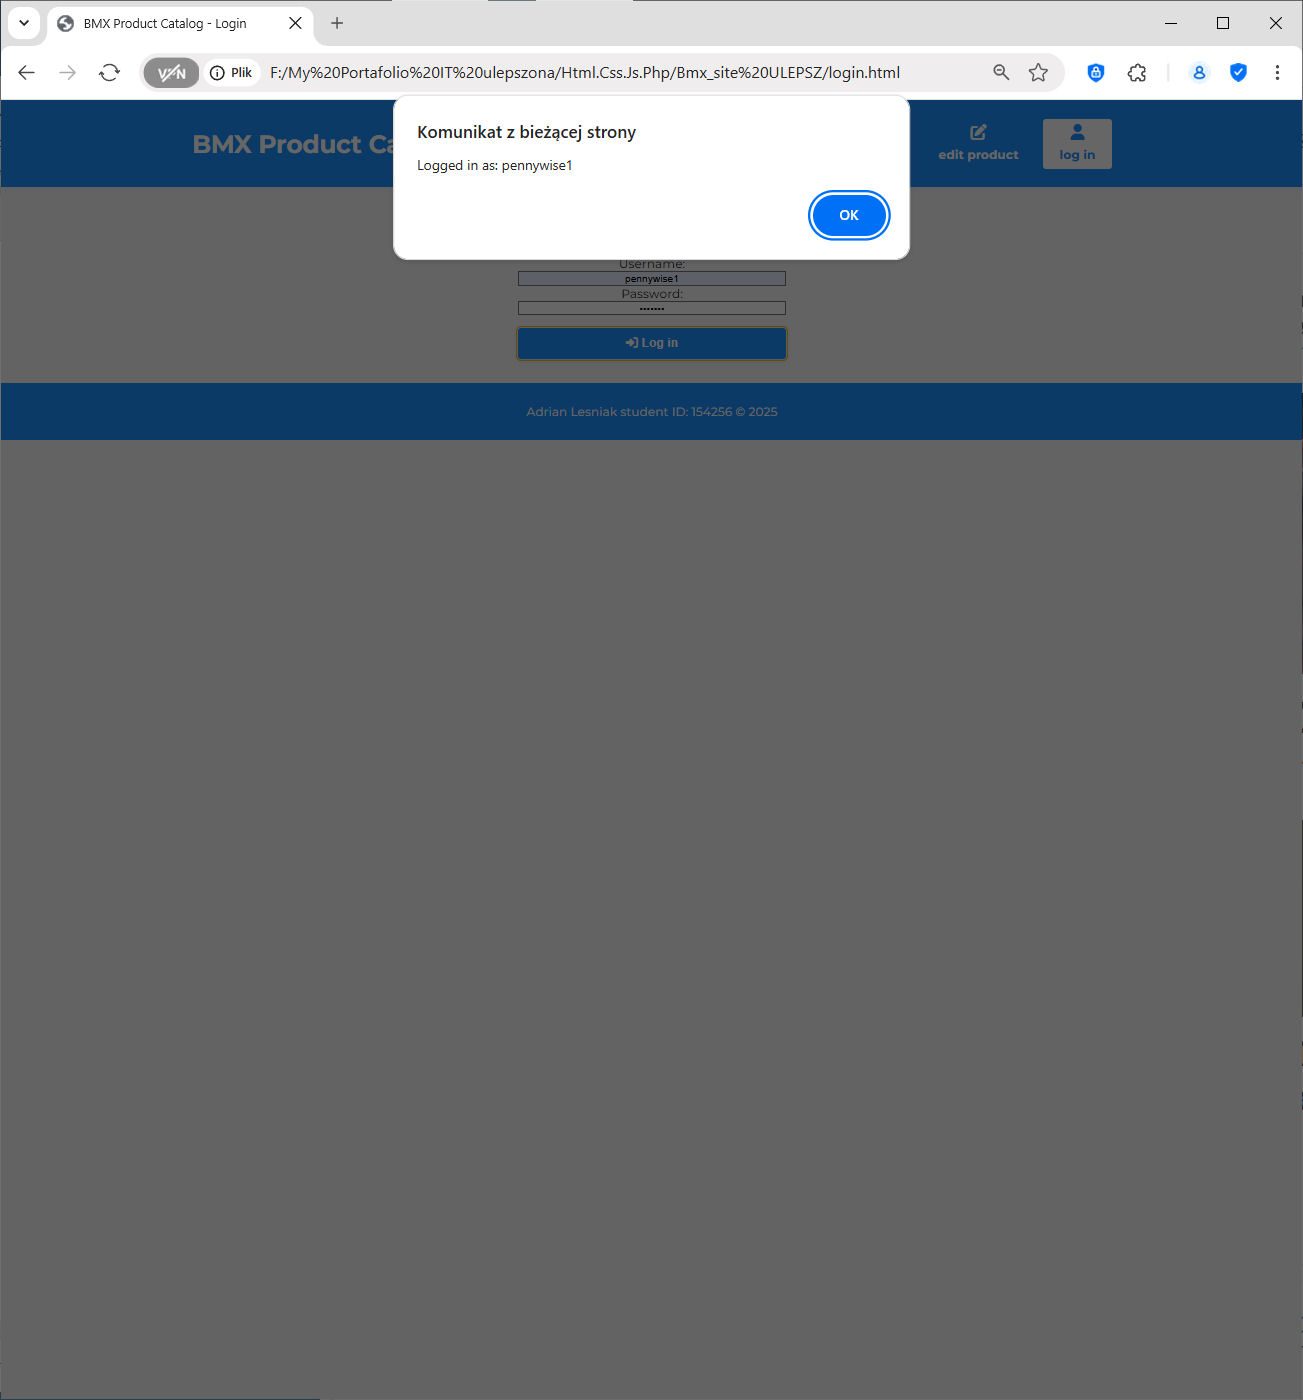 BMX Product Catalog - Login
VPN
Plik
F:/My%20Portafolio%20IT%20ulepszona/Html.Css.Js.Php/Bmx_site%20ULEPSZ/login.html
BMX Product Ca
edit product
log in
Komunikat z bieżącej strony
Logged in as: pennywise1
OK
Username:
pennywise1
Password:
•••••••
Log in
Adrian Lesniak student ID: 154256 © 2025